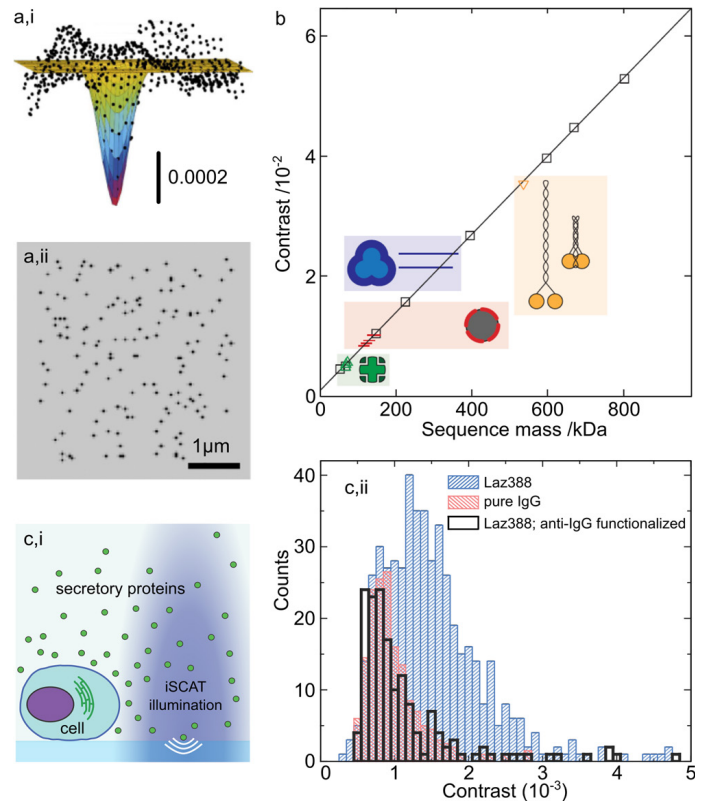 a,i
0.0002
a,ii
1µm
b
6
4
2
0
Contrast /10⁻²
0 200 400 600 800
Sequence mass /kDa
c,i
secretory proteins
iSCAT
illumination
cell
c,ii
Laz388
pure IgG
Laz388; anti-IgG functionalized
40
30
20
10
0
Counts
0 1 2 3 4 5
Contrast (10⁻³)